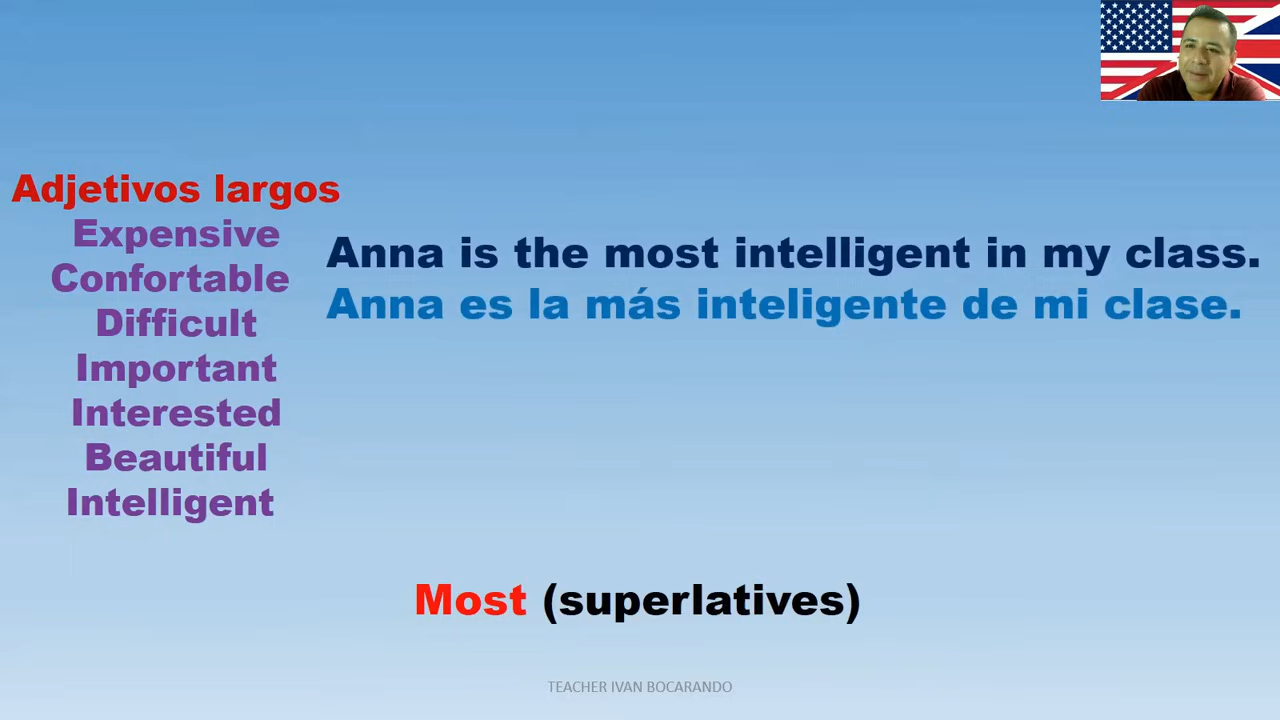 Adjetivos largos
Expensive
Confortable
Difficult
Important
Interested
Beautiful
Intelligent
Anna is the most intelligent in my class.
Anna es la más inteligente de mi clase.
Most (superlatives)
TEACHER IVAN BOCARANDO